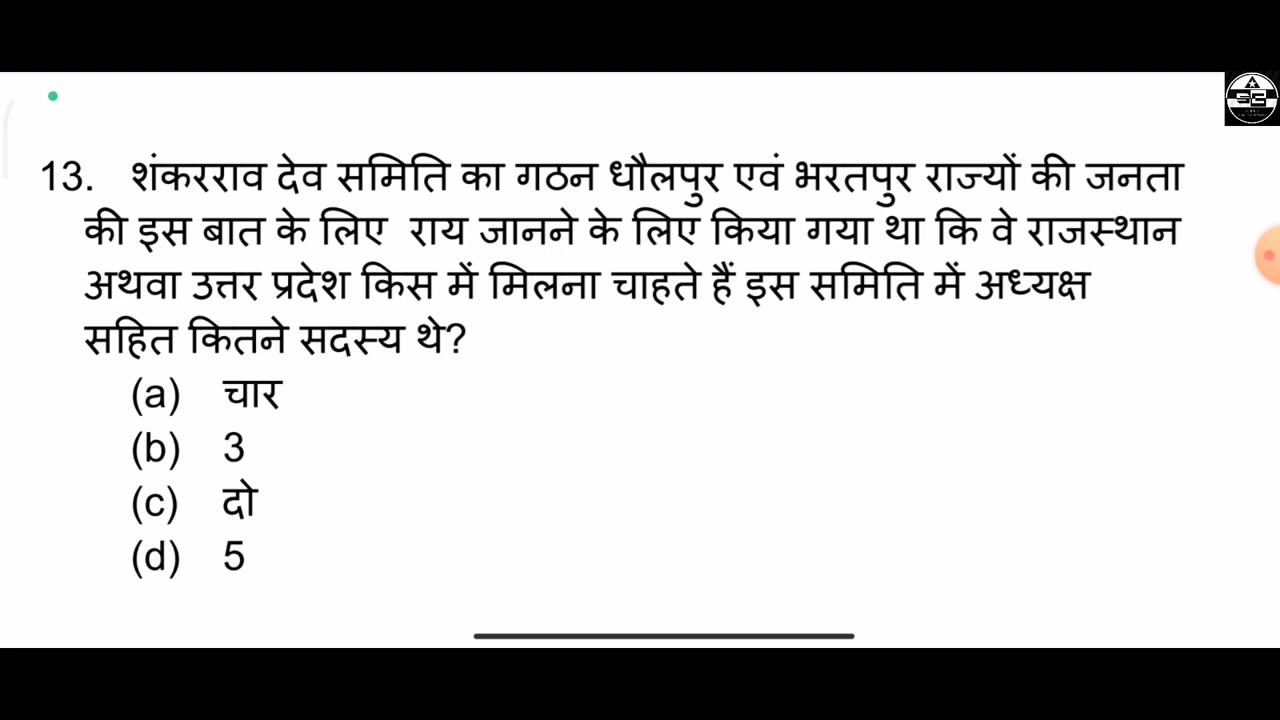 13. शंकरराव देव समिति का गठन धौलपुर एवं भरतपुर राज्यों की जनता
की इस बात के लिए राय जानने के लिए किया गया था कि वे राजस्थान
अथवा उत्तर प्रदेश किस में मिलना चाहते हैं इस समिति में अध्यक्ष
सहित कितने सदस्य थे?
(a) चार
(b) 3
(c) दो
(d) 5